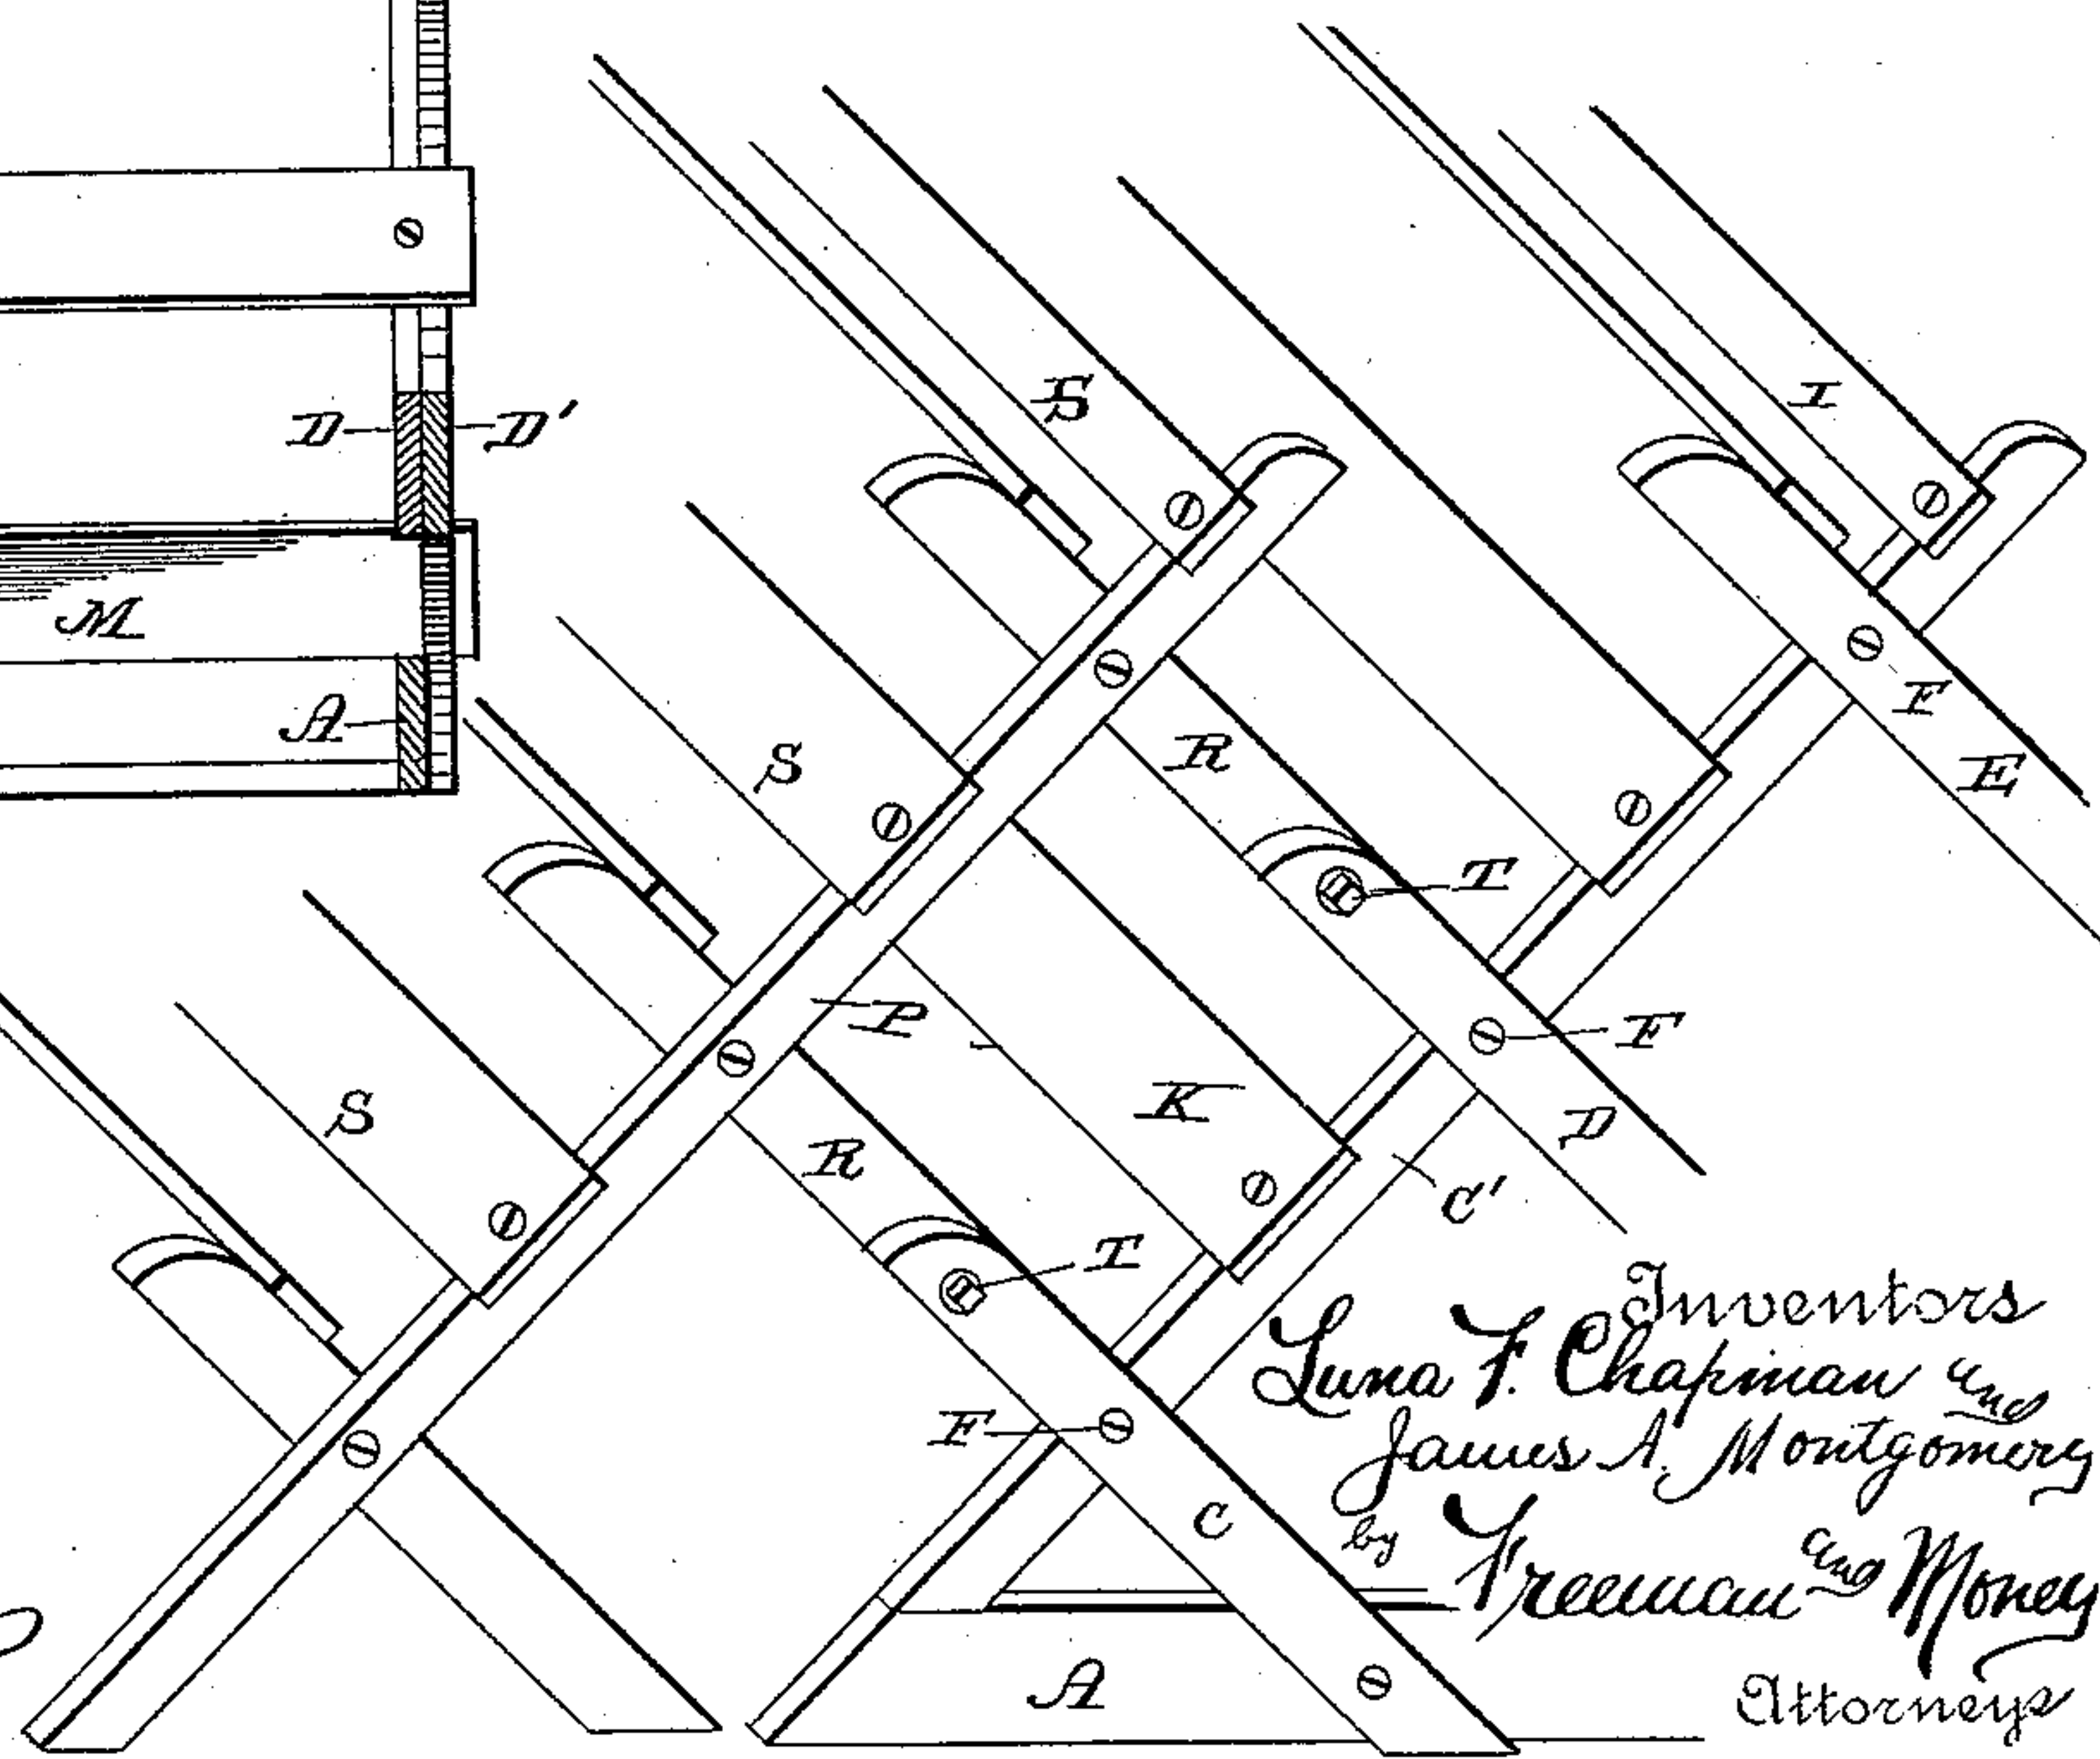 S
I
D
D'
M
F
A
R
E
S
S
T
P
F
K
D
S
R
C'
T
Inventors
Luna F. Chapman and
James A. Montgomery
F
C
by Freeman and Money
A
Attorneys